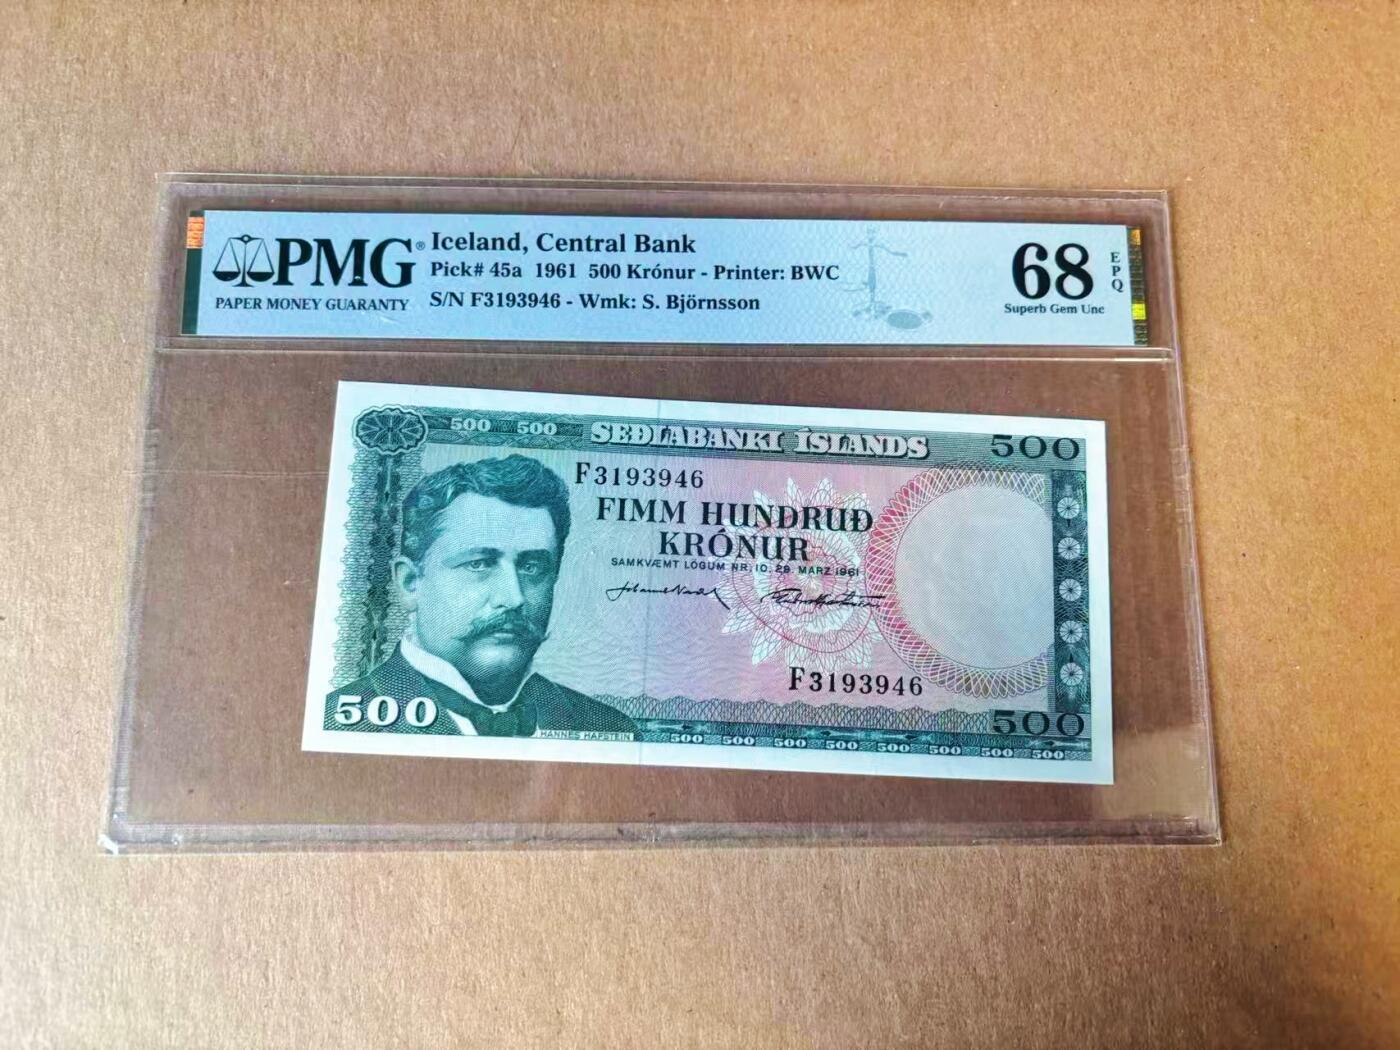 PMG®
PAPER MONEY GUARANTY
Iceland, Central Bank
Pick# 45a 1961 500 Krónur - Printer: BWC
S/N F3193946 - Wmk: S. Björnsson
68
EPQ
Superb Gem Unc
500 500
SEÐLABANKI ÍSLANDS
500
F3193946
FIMM HUNDRUÐ
KRÓNUR
SAMKVÆMT LÖGUM NR. 10, 29. MARZ 1961
F3193946
500
HANNES HAFSTEIN
500 500 500 500 500 500 500 500
500